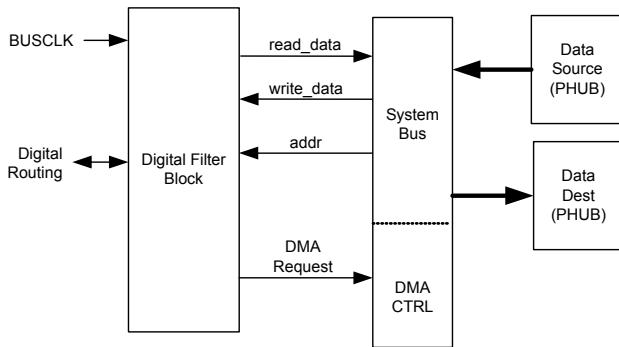 BUSCLK
Digital
Routing
Digital Filter
Block
read_data
write_data
addr
DMA
Request
System
Bus
DMA
CTRL
Data
Source
(PHUB)
Data
Dest
(PHUB)